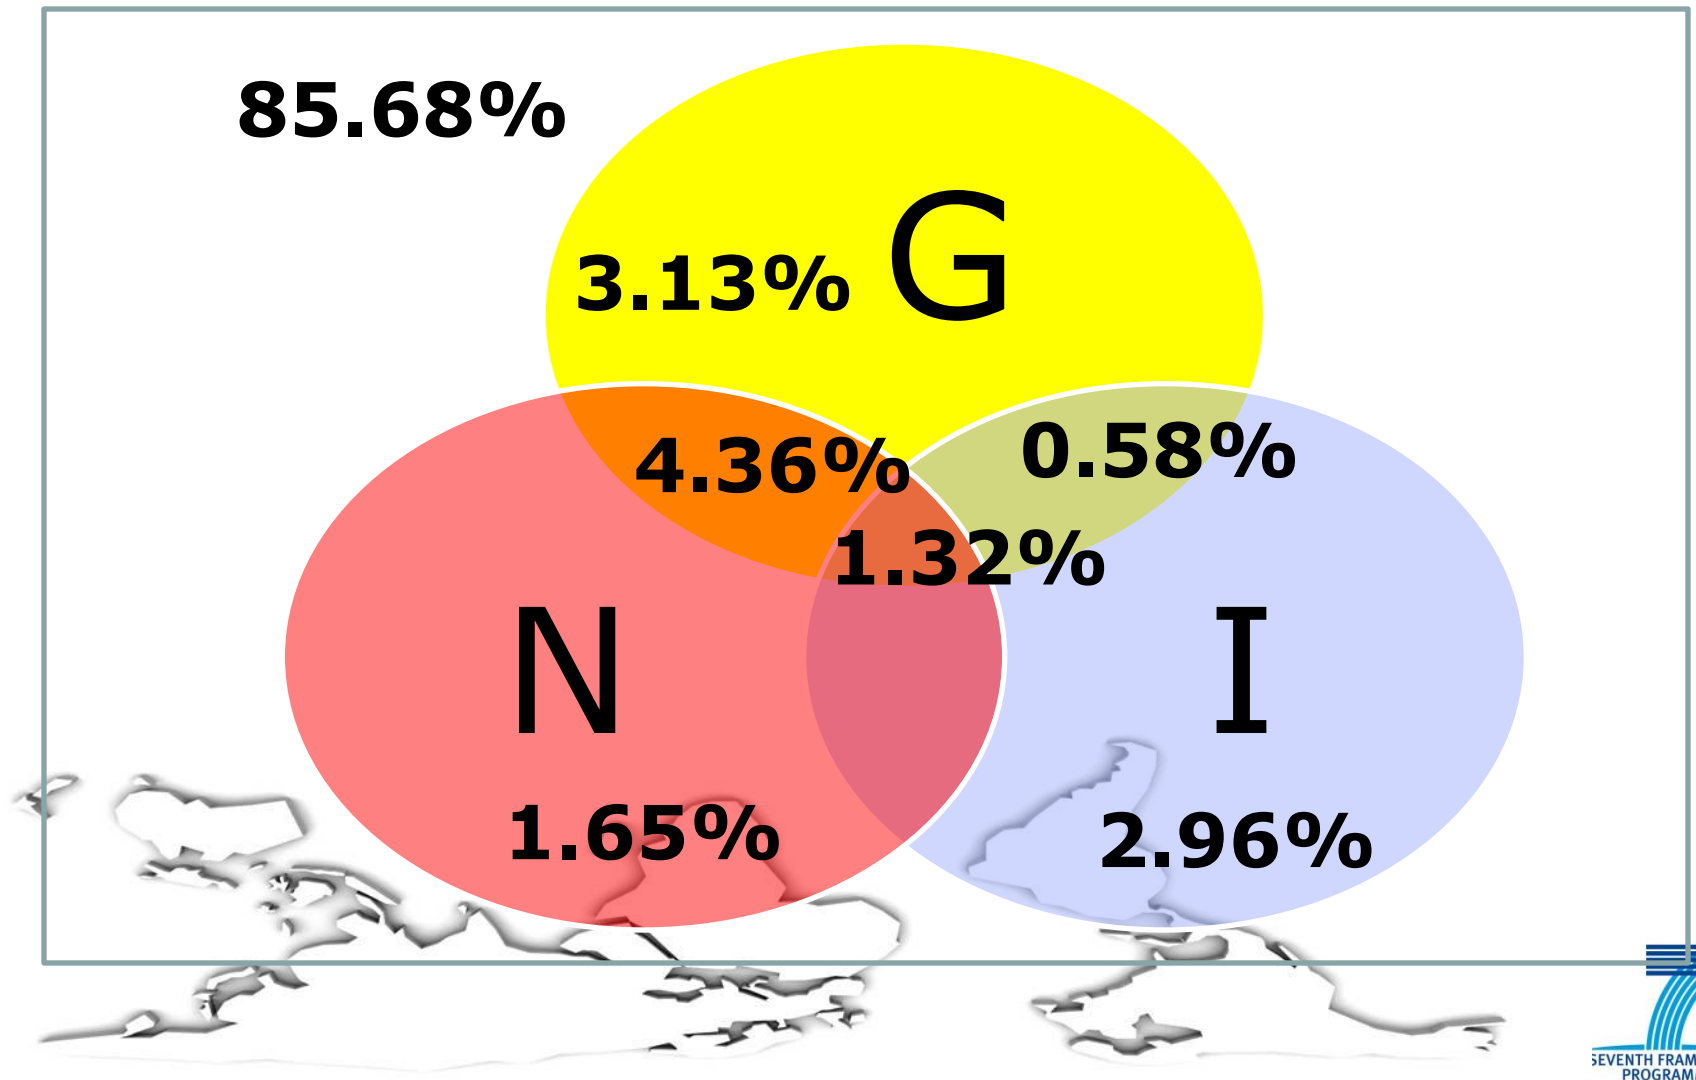 85.68%
G
3.13%
4.36%
0.58%
1.32%
N
I
1.65%
2.96%
SEVENTH FRAM
PROGRAM